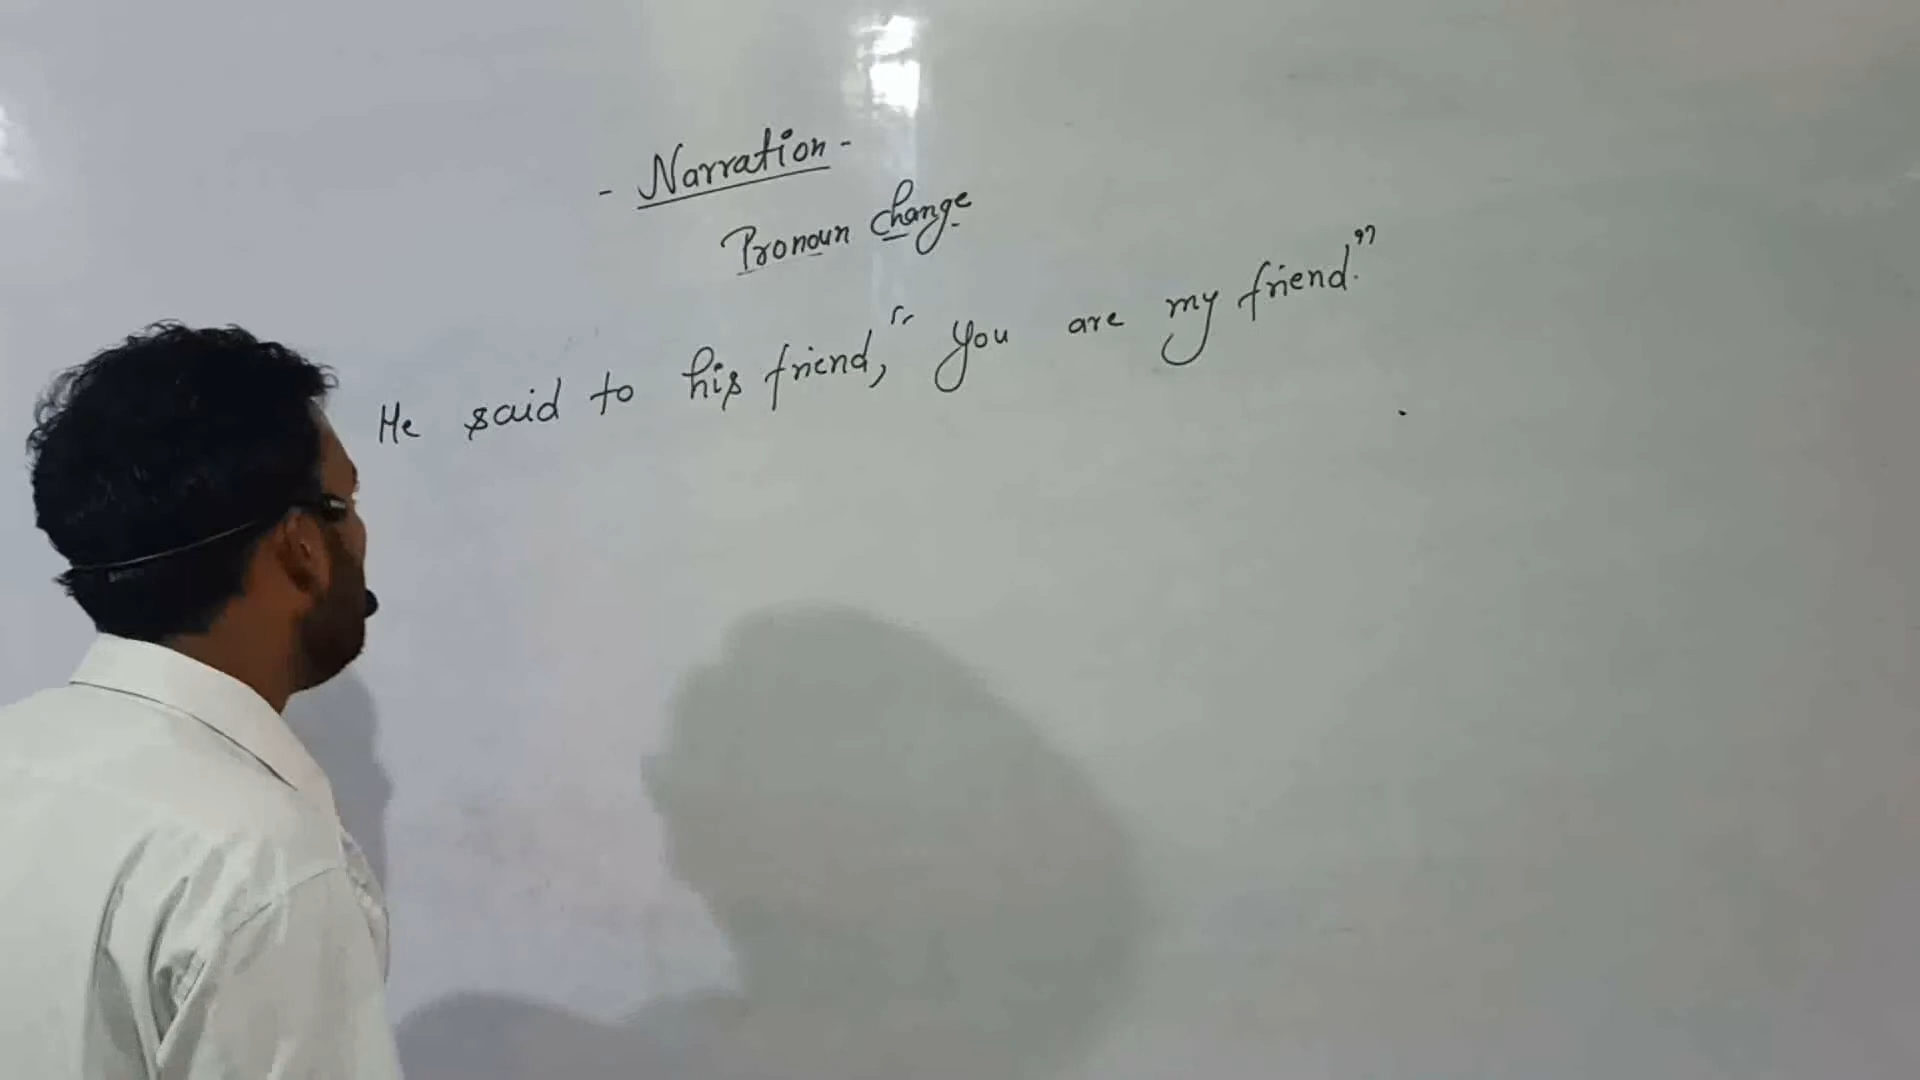 - Narration -
Pronoun change
He said to his friend, "You are my friend."